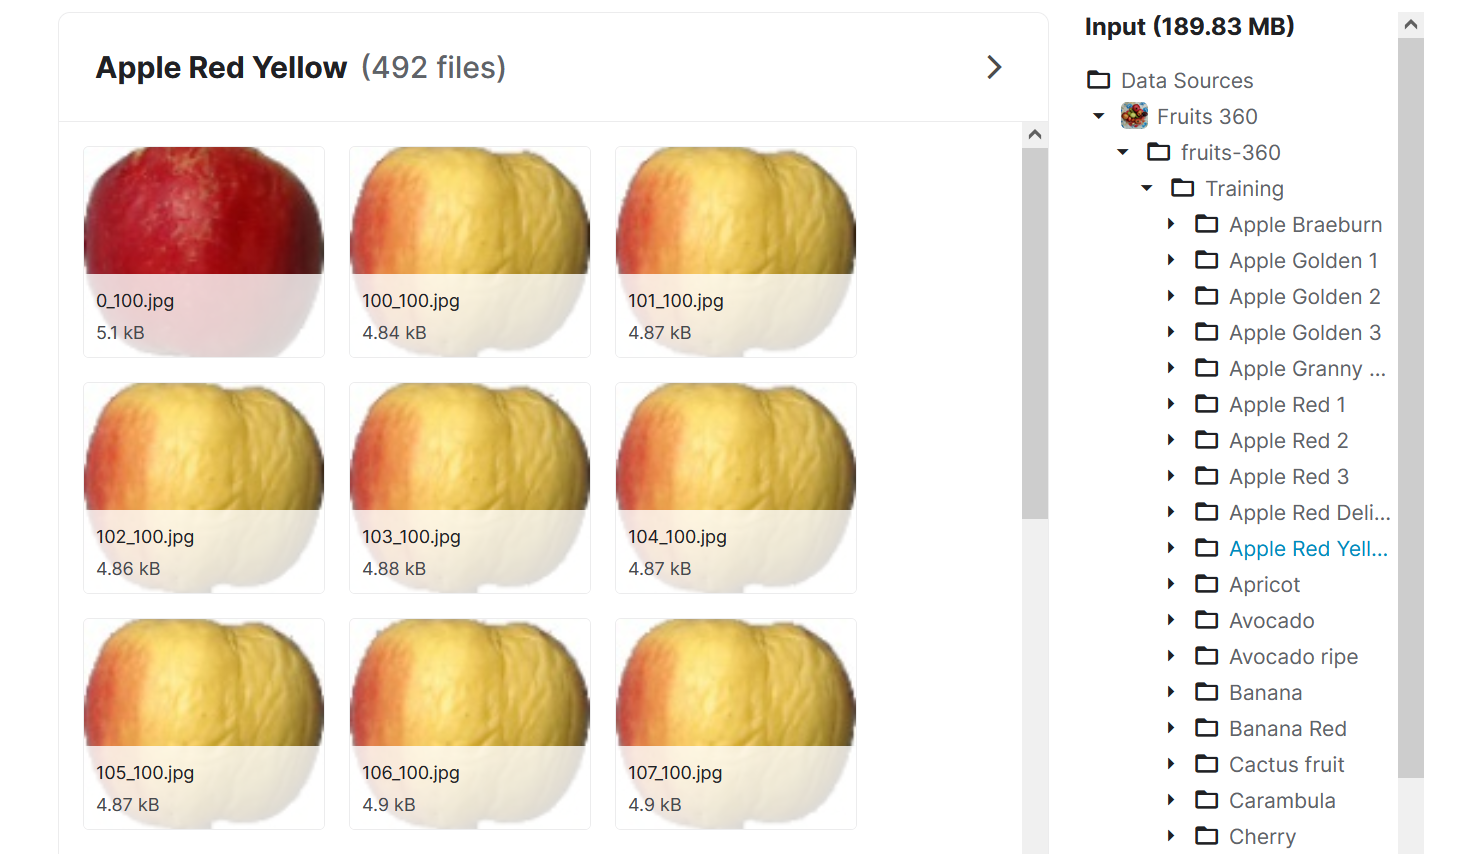 Apple Red Yellow (492 files)
0_100.jpg
5.1 kB
100_100.jpg
4.84 kB
101_100.jpg
4.87 kB
102_100.jpg
4.86 kB
103_100.jpg
4.88 kB
104_100.jpg
4.87 kB
105_100.jpg
4.87 kB
106_100.jpg
4.9 kB
107_100.jpg
4.9 kB
Input (189.83 MB)
Data Sources
Fruits 360
fruits-360
Training
Apple Braeburn
Apple Golden 1
Apple Golden 2
Apple Golden 3
Apple Granny ...
Apple Red 1
Apple Red 2
Apple Red 3
Apple Red Deli...
Apple Red Yell...
Apricot
Avocado
Avocado ripe
Banana
Banana Red
Cactus fruit
Carambula
Cherry